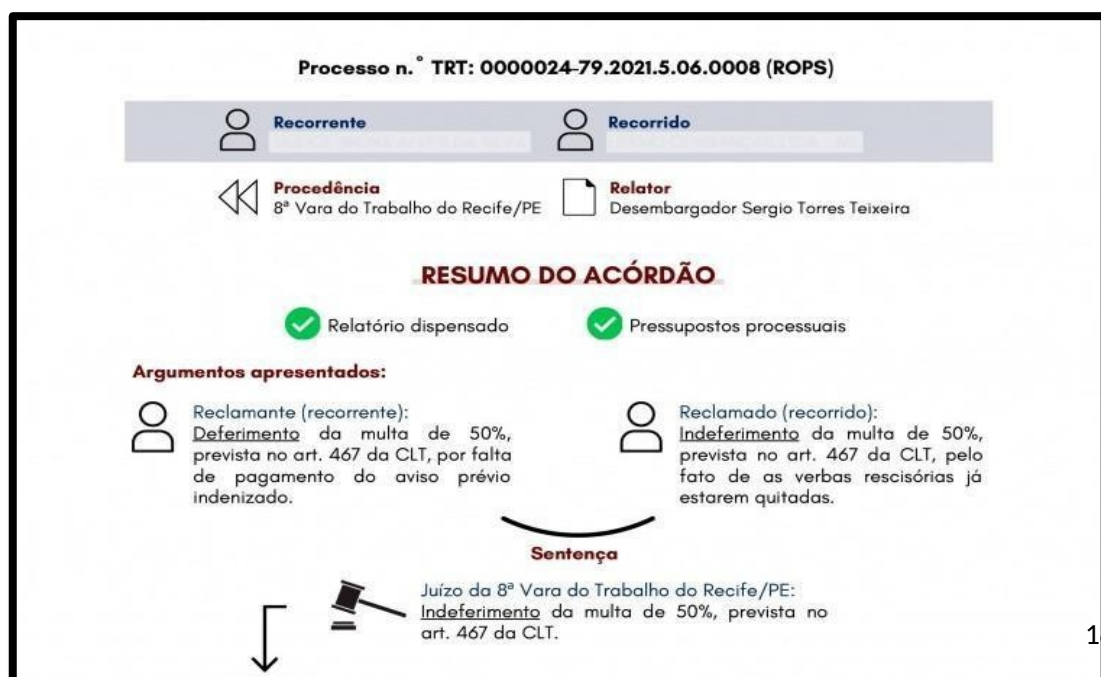 Processo n.° TRT: 0000024-79.2021.5.06.0008 (ROPS)
Recorrente
Recorrido
Procedência
8ª Vara do Trabalho do Recife/PE
Relator
Desembargador Sergio Torres Teixeira
RESUMO DO ACÓRDÃO
Relatório dispensado
Pressupostos processuais
Argumentos apresentados:
Reclamante (recorrente):
Deferimento da multa de 50%,
prevista no art. 467 da CLT, por falta
de pagamento do aviso prévio
indenizado.
Reclamado (recorrido):
Indeferimento da multa de 50%,
prevista no art. 467 da CLT, pelo
fato de as verbas rescisórias já
estarem quitadas.
Sentença
Juízo da 8ª Vara do Trabalho do Recife/PE:
Indeferimento da multa de 50%, prevista no
art. 467 da CLT.